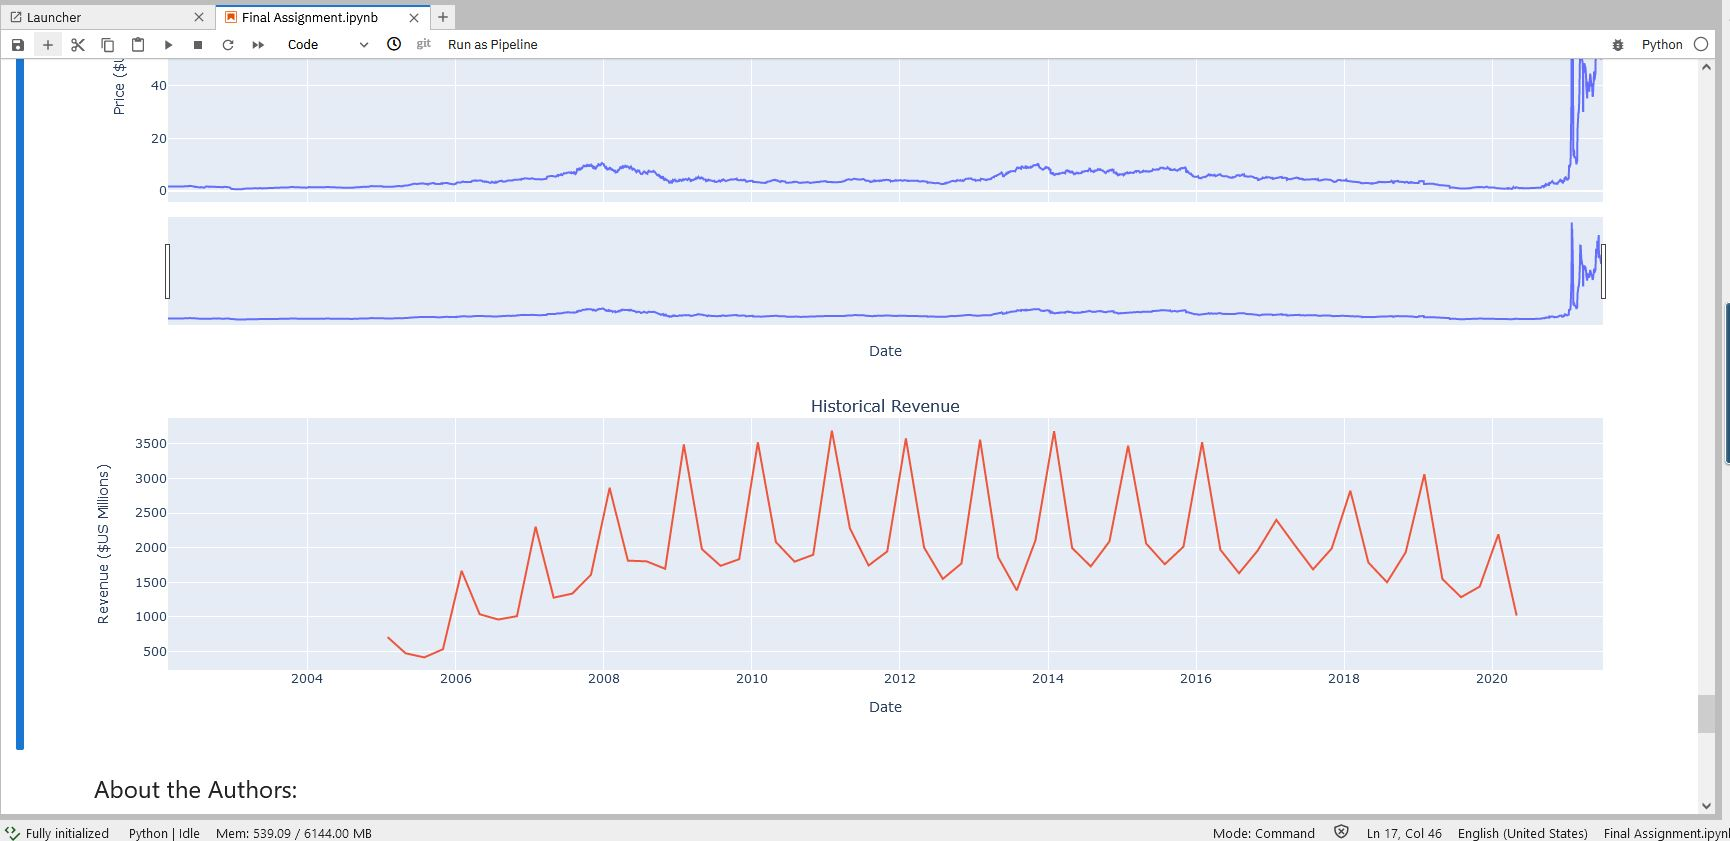 Launcher
Final Assignment.ipynb
Code
git
Run as Pipeline
Python
Price ($U
40
20
0
Date
Historical Revenue
Revenue ($US Millions)
3500
3000
2500
2000
1500
1000
500
2004 2006 2008 2010 2012 2014 2016 2018 2020
Date
About the Authors:
Fully initialized Python | Idle Mem: 539.09 / 6144.00 MB Mode: Command Ln 17, Col 46 English (United States) Final Assignment.ipyn